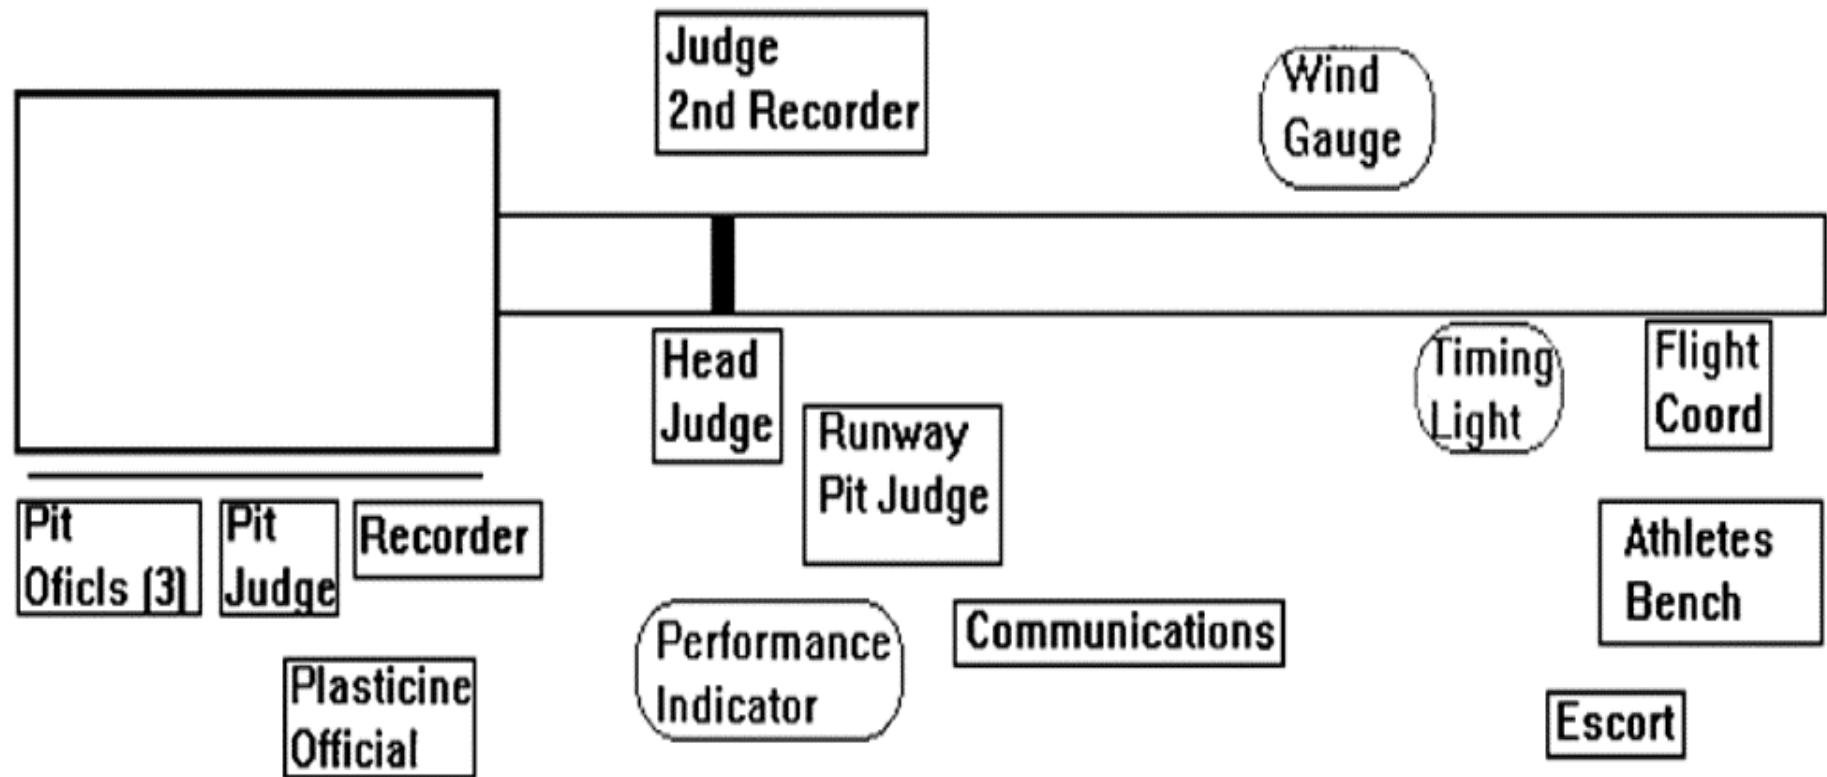 Judge
2nd Recorder
Wind
Gauge
Head
Judge
Runway
Pit Judge
Timing
Light
Flight
Coord
Pit
Oficls (3)
Pit
Judge
Recorder
Athletes
Bench
Plasticine
Official
Performance
Indicator
Communications
Escort